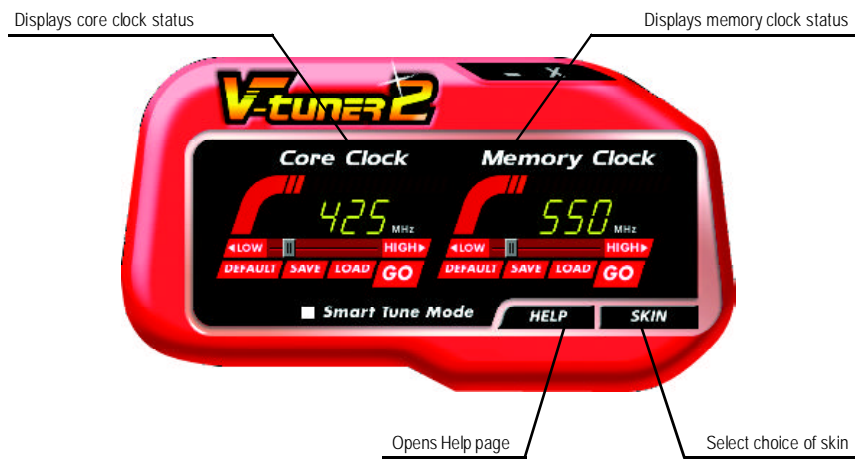 Displays core clock status
Displays memory clock status
V-TUNER2
Core Clock
Memory Clock
425 MHz
550 MHz
LOW
HIGH
LOW
HIGH
DEFAULT SAVE LOAD GO
DEFAULT SAVE LOAD GO
Smart Tune Mode
HELP
SKIN
Opens Help page
Select choice of skin